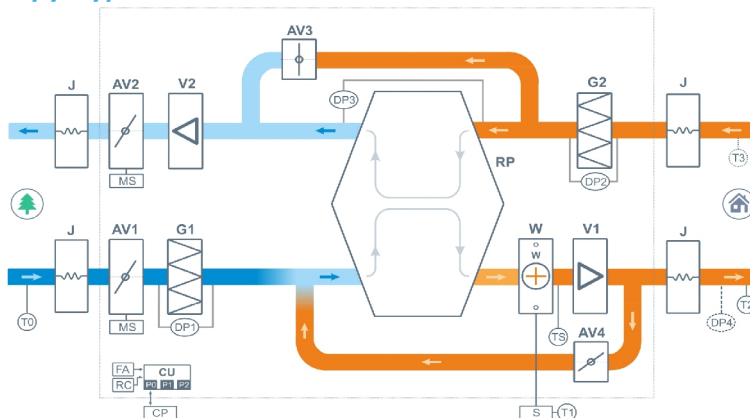 AV3
J AV2 V2 G2 J
DP3
RP
MS
DP2
T3
J AV1 G1 W V1 J
W
T0
MS
DP1
TS
DP4
T2
AV4
FA
CU
RC
P0 P1 P2
CP
S
T1